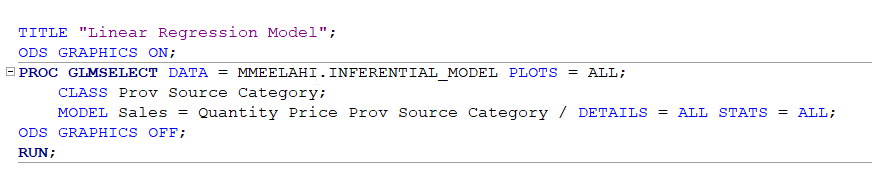 TITLE "Linear Regression Model";
ODS GRAPHICS ON;
PROC GLMSELECT DATA = MMEELAHI.INFERENTIAL_MODEL PLOTS = ALL;
CLASS Prov Source Category;
MODEL Sales = Quantity Price Prov Source Category / DETAILS = ALL STATS = ALL;
ODS GRAPHICS OFF;
RUN;